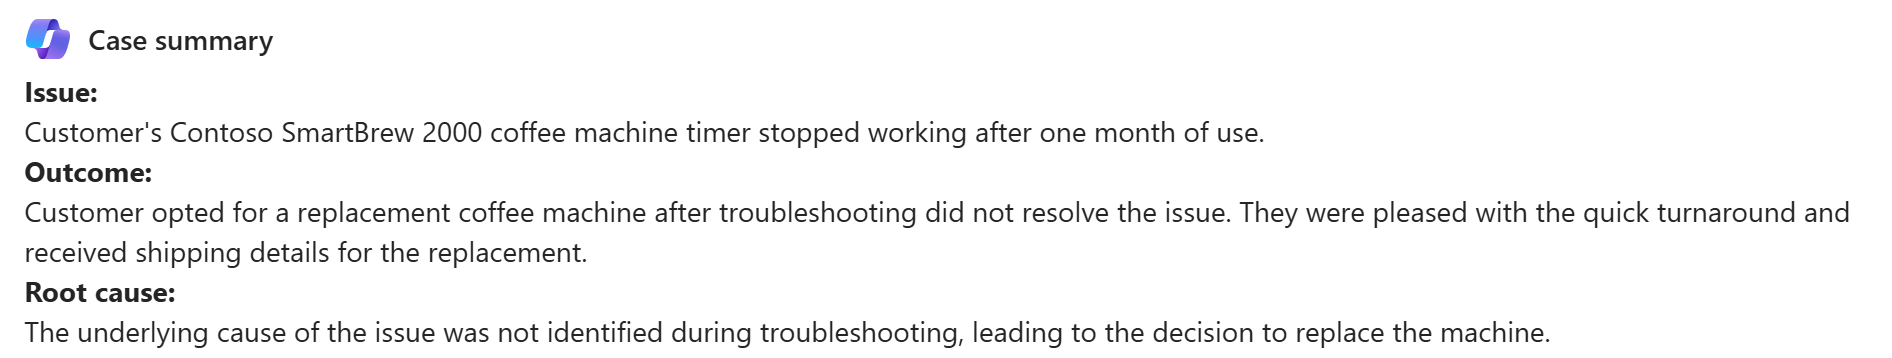 Case summary
Issue:
Customer's Contoso SmartBrew 2000 coffee machine timer stopped working after one month of use.
Outcome:
Customer opted for a replacement coffee machine after troubleshooting did not resolve the issue. They were pleased with the quick turnaround and
received shipping details for the replacement.
Root cause:
The underlying cause of the issue was not identified during troubleshooting, leading to the decision to replace the machine.